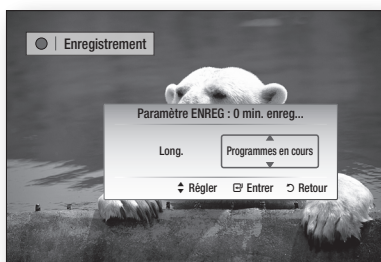 Enregistrement
Paramètre ENREG : 0 min. enreg...
Long. Programmes en cours
Régler Entrer Retour